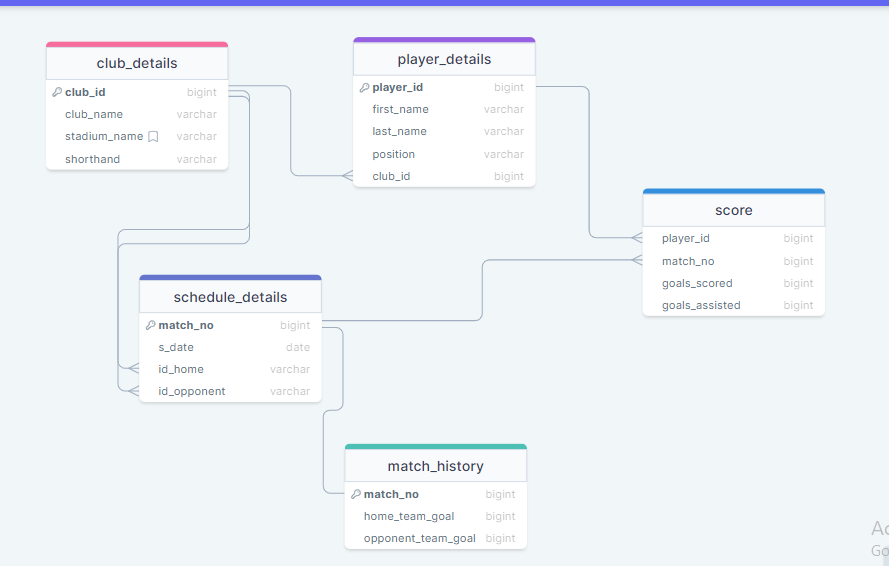 club_details
club_id bigint
club_name varchar
stadium_name varchar
shorthand varchar
player_details
player_id bigint
first_name varchar
last_name varchar
position varchar
club_id bigint
score
player_id bigint
match_no bigint
goals_scored bigint
goals_assisted bigint
schedule_details
match_no bigint
s_date date
id_home varchar
id_opponent varchar
match_history
match_no bigint
home_team_goal bigint
opponent_team_goal bigint